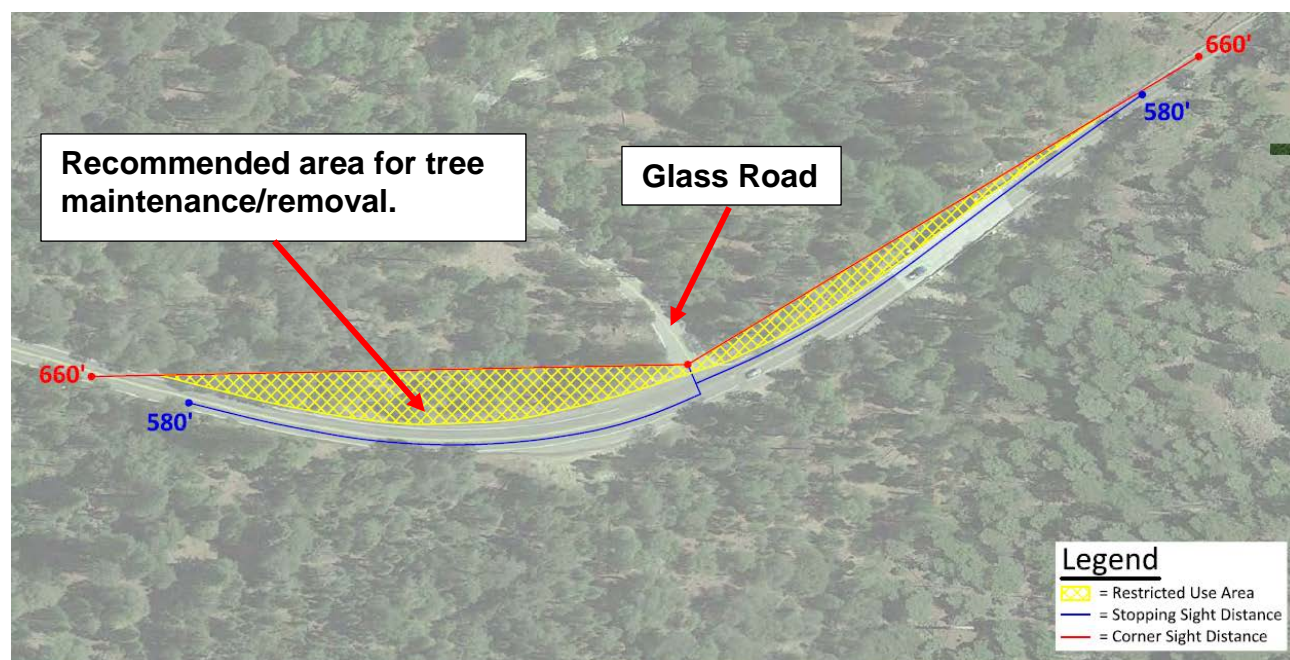 660'
580'
Recommended area for tree
maintenance/removal.
Glass Road
660'
580'
Legend
= Restricted Use Area
= Stopping Sight Distance
= Corner Sight Distance